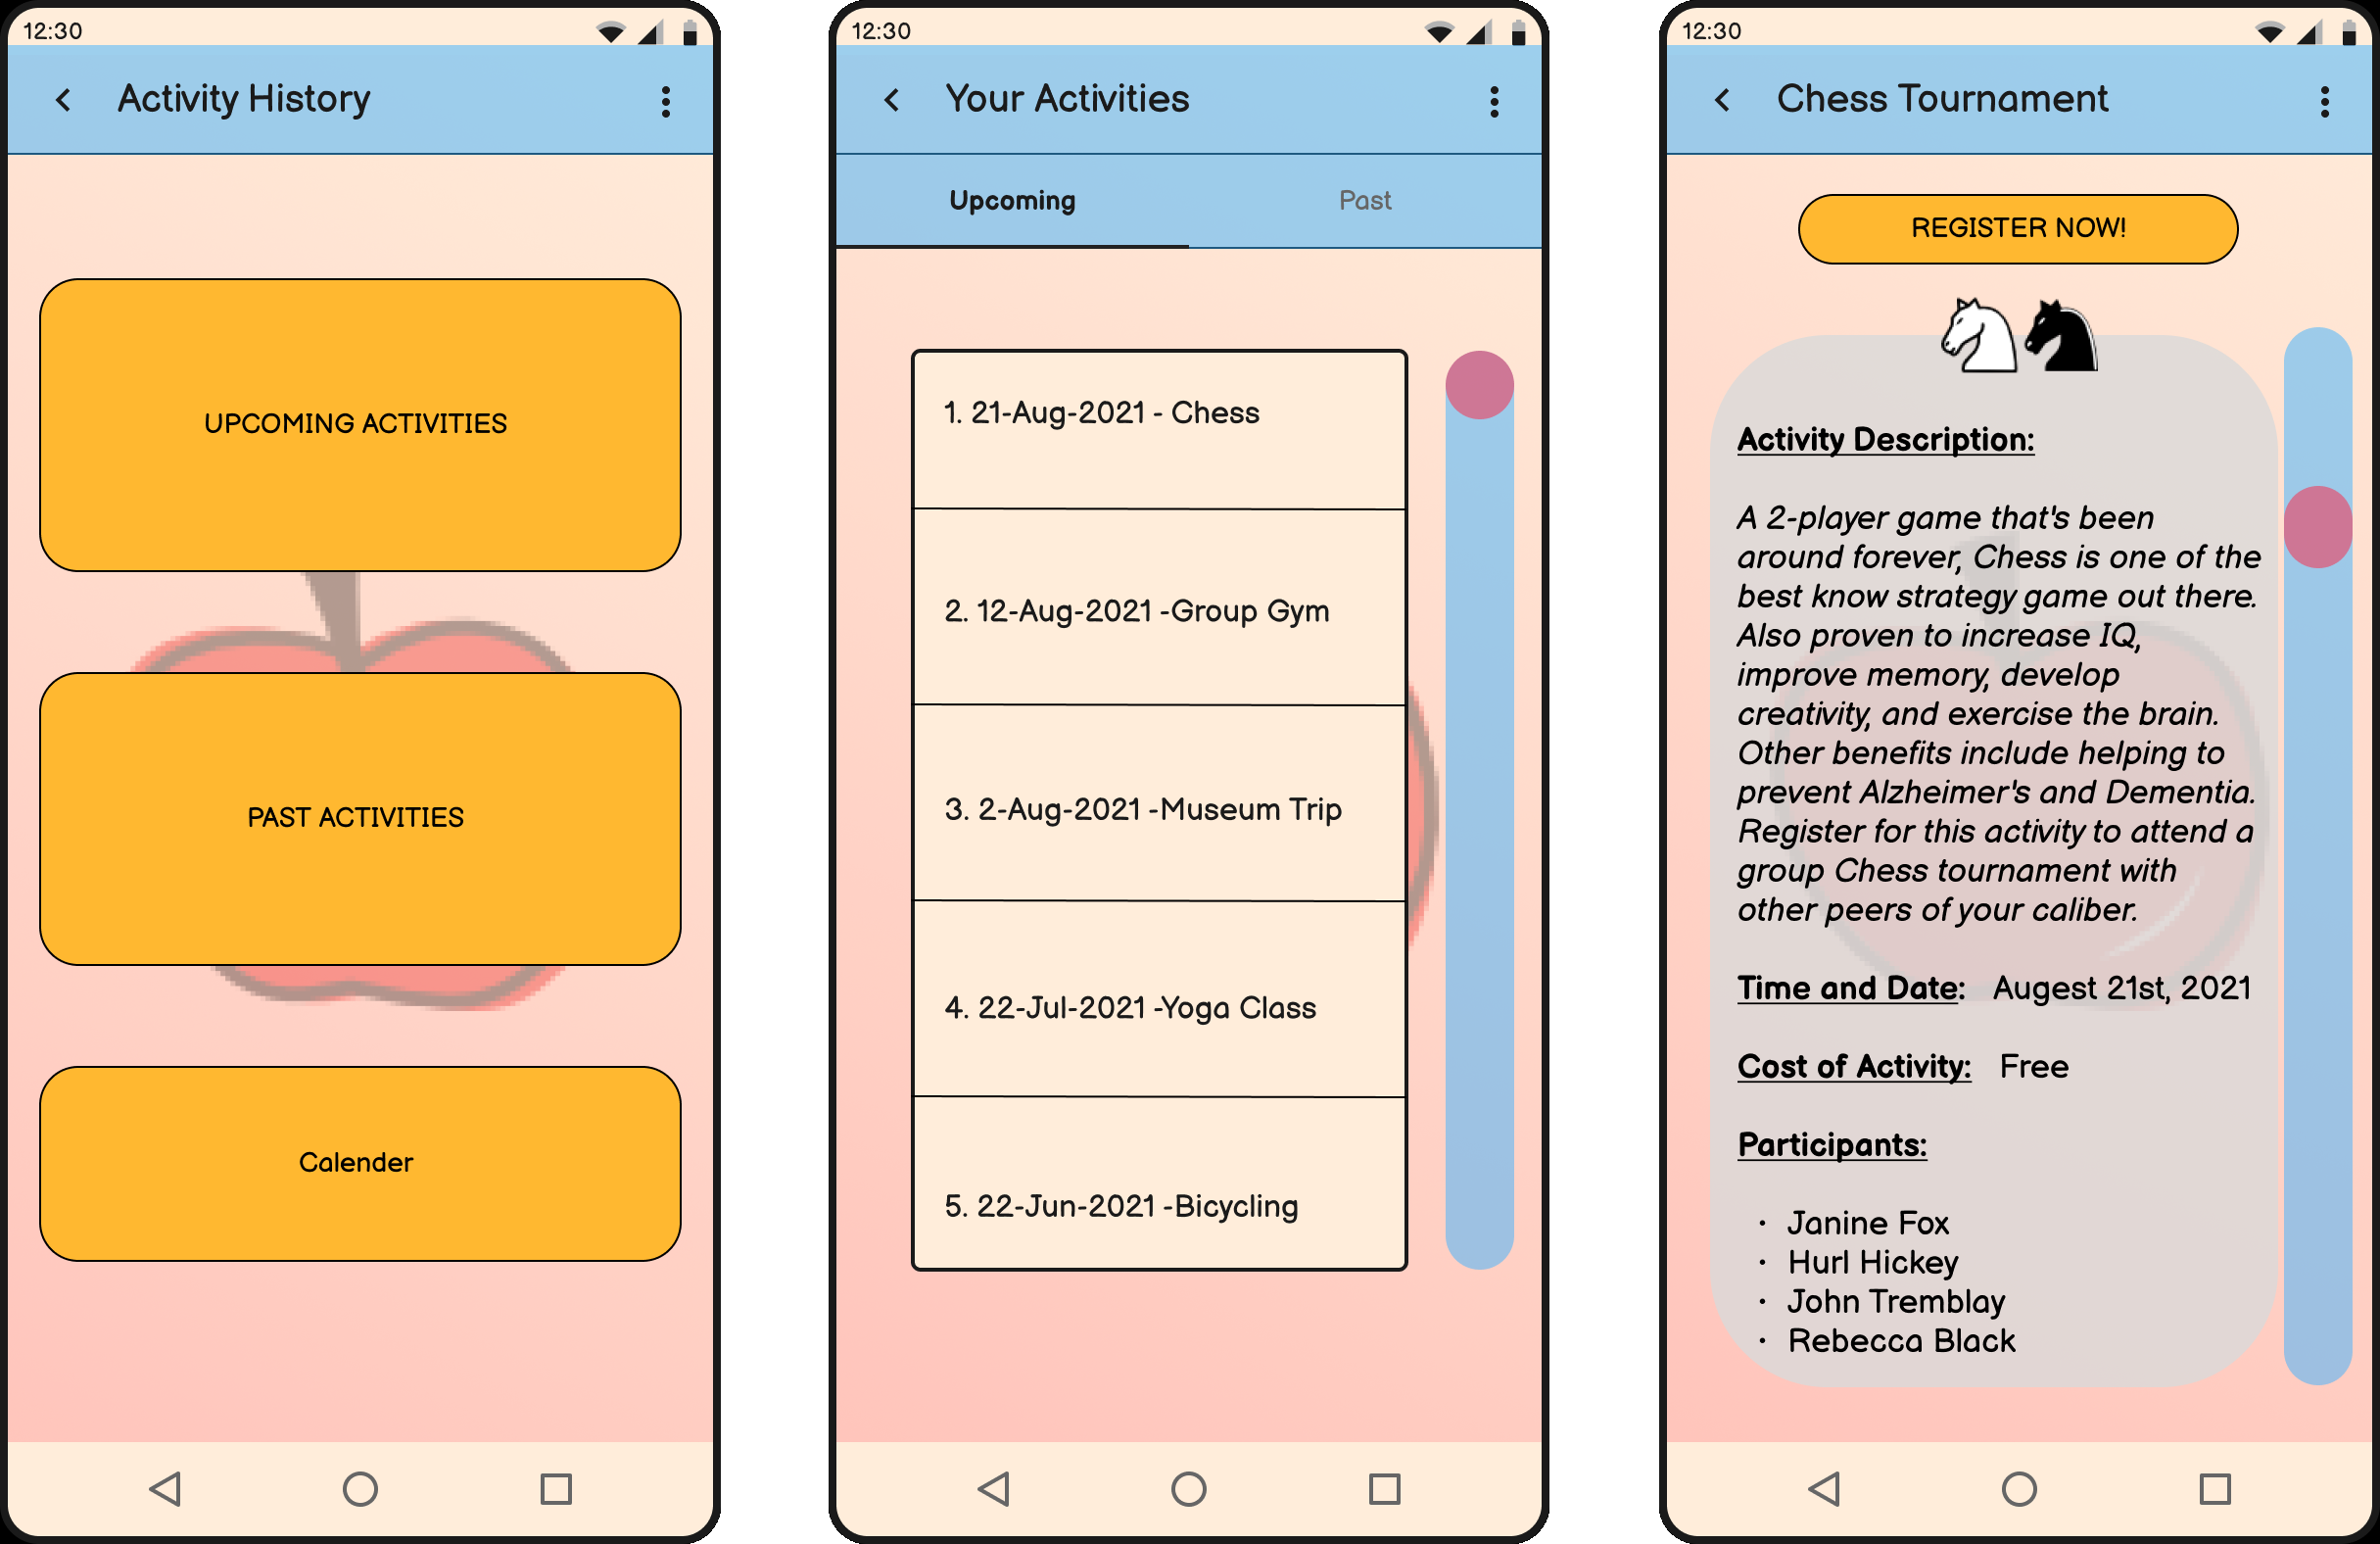 12:30
Activity History
UPCOMING ACTIVITIES
PAST ACTIVITIES
Calender
12:30
Your Activities
Upcoming
Past
1. 21-Aug-2021 - Chess
2. 12-Aug-2021 -Group Gym
3. 2-Aug-2021 -Museum Trip
4. 22-Jul-2021 -Yoga Class
5. 22-Jun-2021 -Bicycling
12:30
Chess Tournament
REGISTER NOW!
Activity Description:
A 2-player game that's been
around forever, Chess is one of the
best know strategy game out there.
Also proven to increase IQ,
improve memory, develop
creativity, and exercise the brain.
Other benefits include helping to
prevent Alzheimer's and Dementia.
Register for this activity to attend a
group Chess tournament with
other peers of your caliber.
Time and Date: Augest 21st, 2021
Cost of Activity: Free
Participants:
• Janine Fox
• Hurl Hickey
• John Tremblay
• Rebecca Black